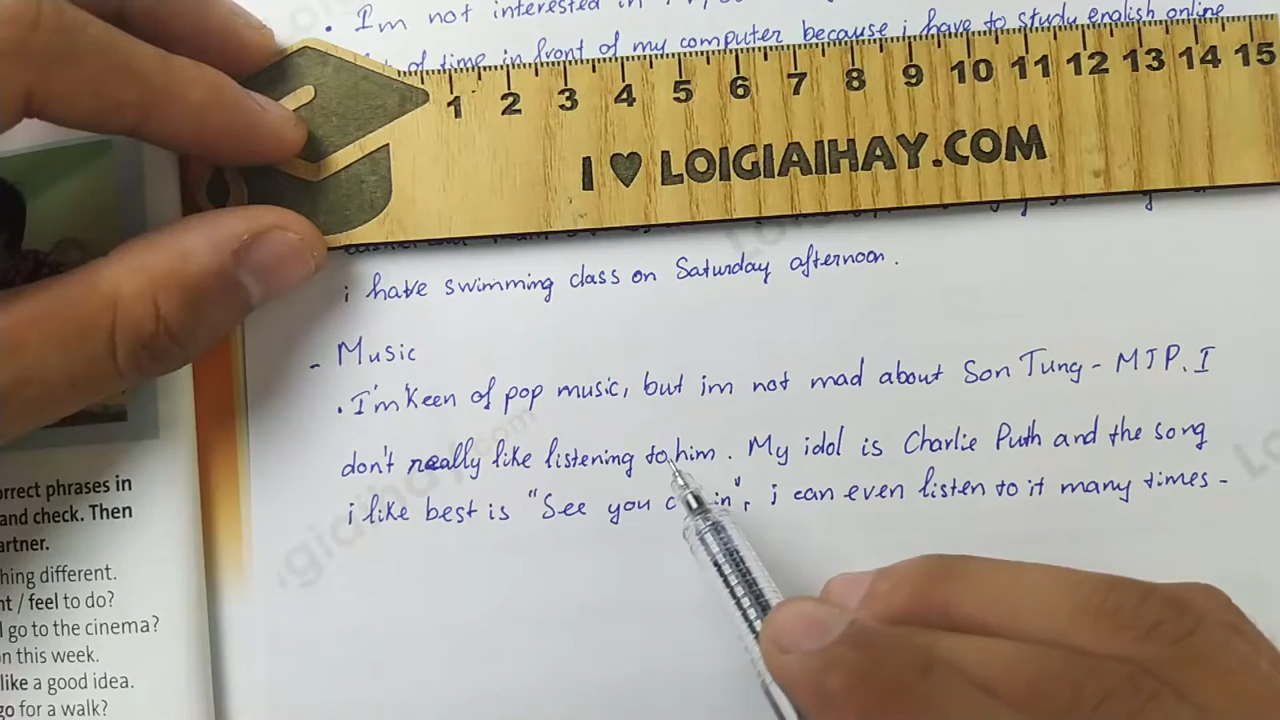 . I'm not interested in
of time in front of my computer because i have to study english online
1 2 3 4 5 6 7 8 9 10 11 12 13 14 15
I ♥ LOIGIAIHAY.COM
i have swimming class on Saturday afternoon.
- Music
. I'm Keen of pop music, but im not mad about Son Tung - MTP. I
don't really like listening to him. My idol is Charlie Puth and the song
i like best is "See you", i can even listen to it many times -
orrect phrases in
and check. Then
artner.
hing different.
nt / feel to do?
l go to the cinema?
on this week.
like a good idea.
go for a walk?